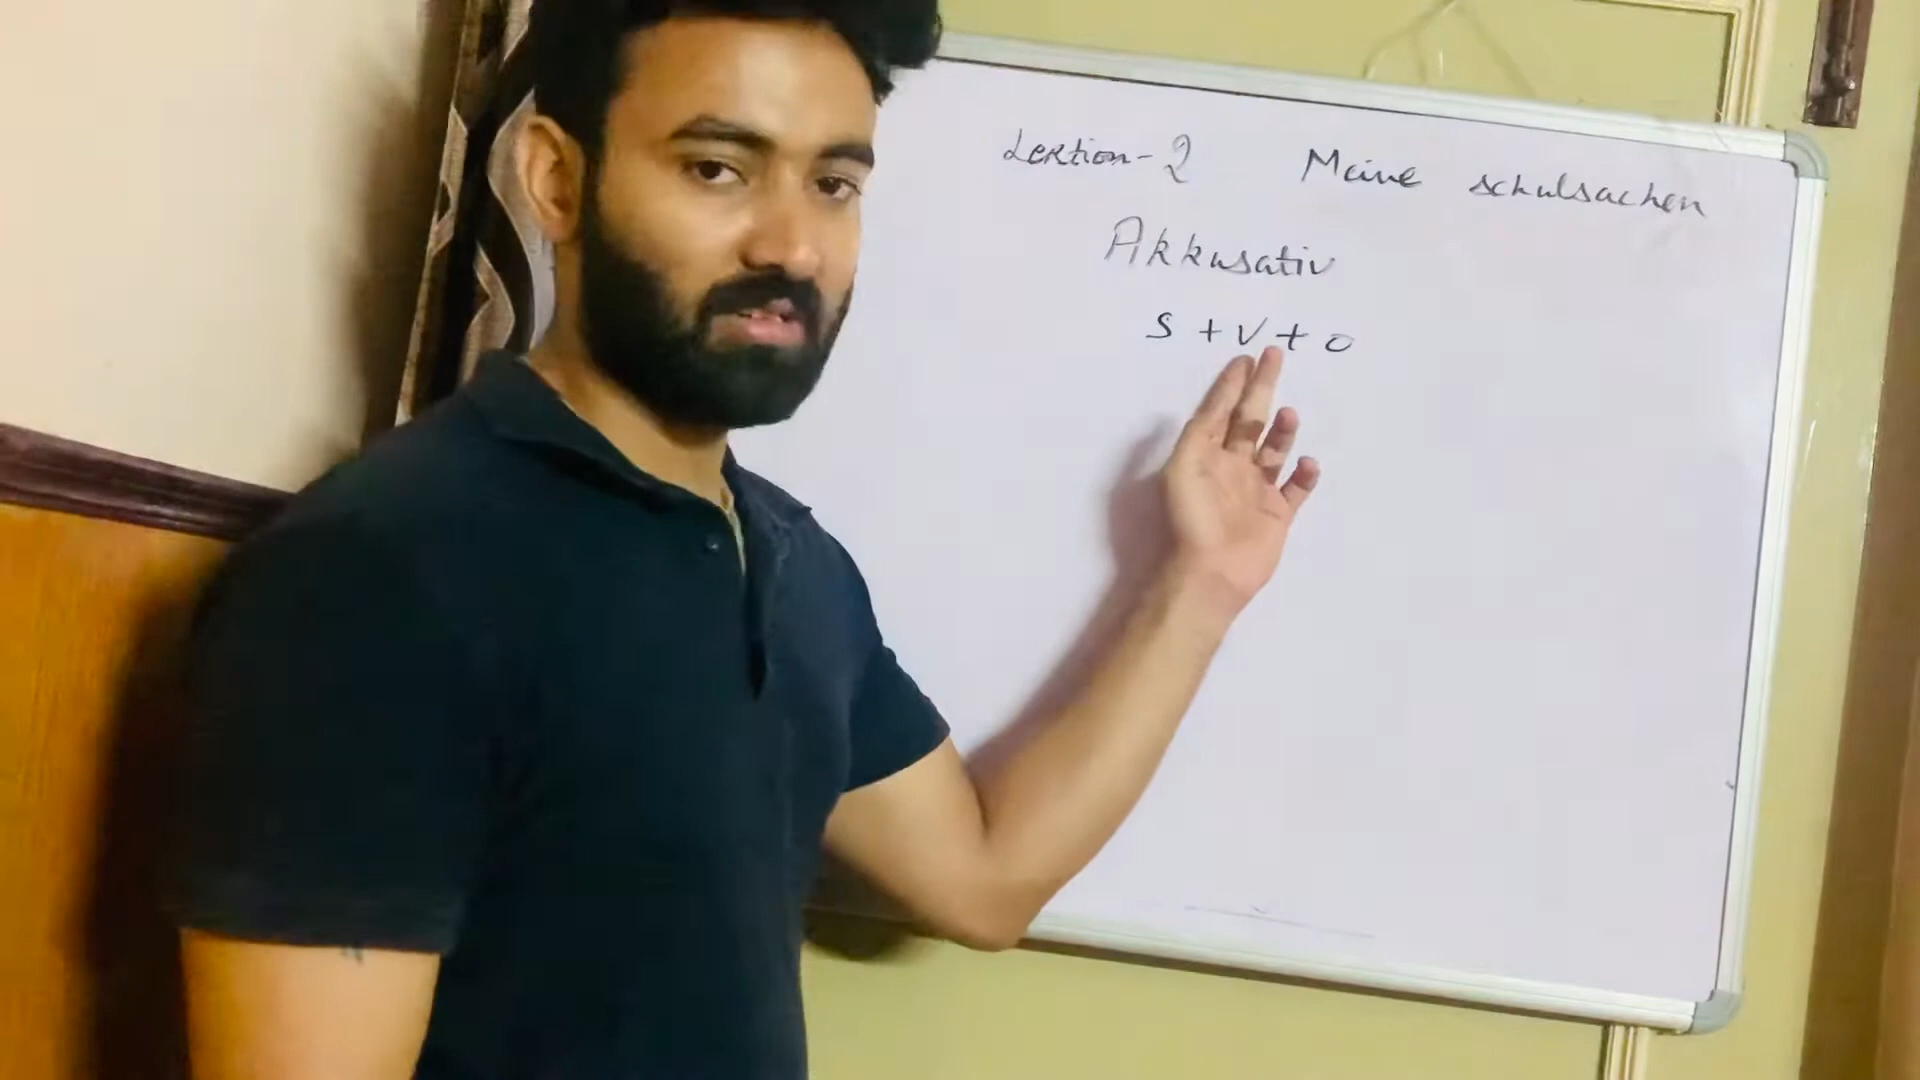 Lektion-2 Meine schulsachen
Akkusativ
S + V + O